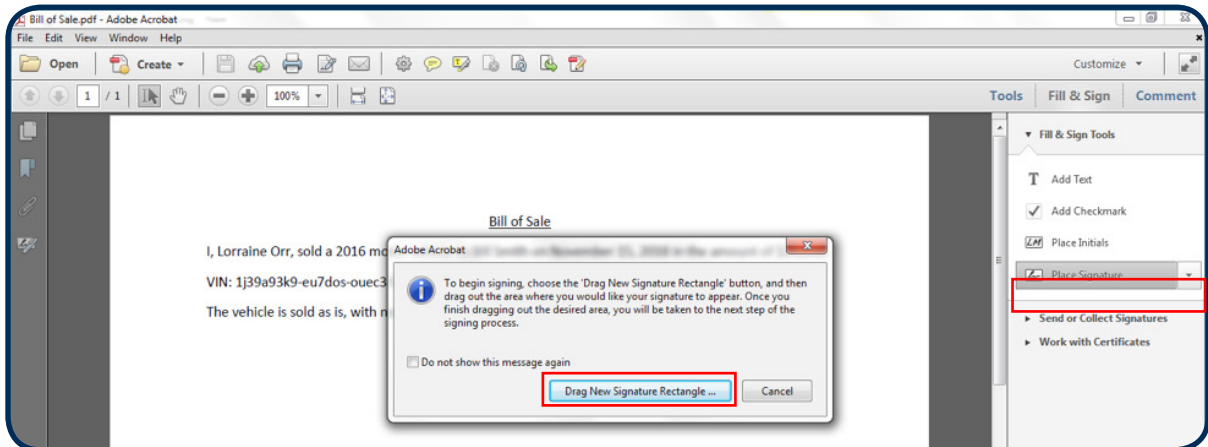 Bill of Sale.pdf - Adobe Acrobat
File Edit View Window Help
Open Create Customize
1 / 1 100% Tools Fill & Sign Comment
Fill & Sign Tools
T Add Text
Add Checkmark
Place Initials
Place Signature
Send or Collect Signatures
Work with Certificates
Bill of Sale
I, Lorraine Orr, sold a 2016 mo
VIN: 1j39a93k9-eu7dos-ouec3
The vehicle is sold as is, with n
Adobe Acrobat
To begin signing, choose the 'Drag New Signature Rectangle' button, and then
drag out the area where you would like your signature to appear. Once you
finish dragging out the desired area, you will be taken to the next step of the
signing process.
Do not show this message again
Drag New Signature Rectangle ... Cancel